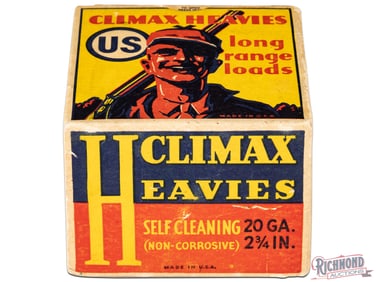 CLIMAX HEAVIES
US
long
range
loads
MADE IN U.S.A.
H CLIMAX
EAVIES
SELF CLEANING 20 GA.
(NON-CORROSIVE) 2¾ IN.
MADE IN U.S.A.
RICHMOND
AUCTIONS